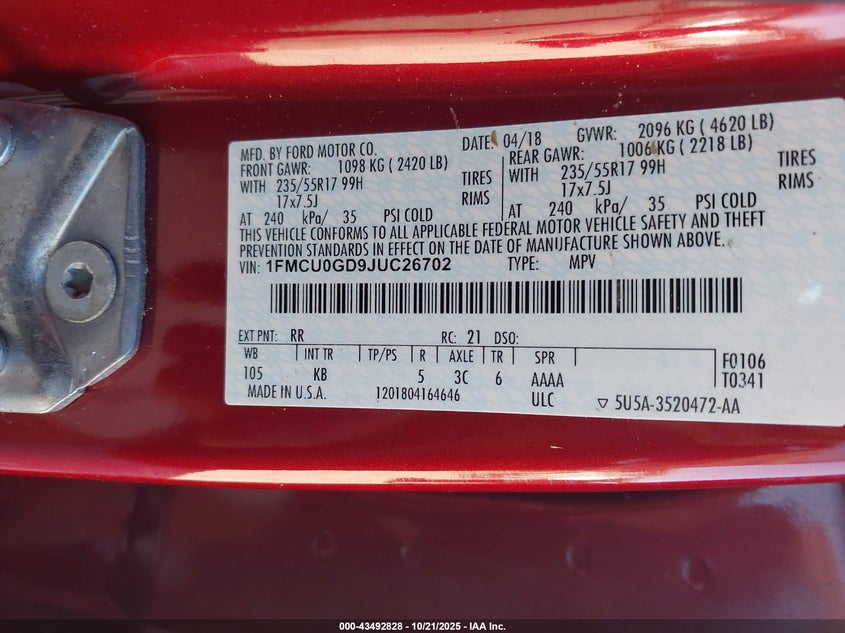 MFD. BY FORD MOTOR CO.
DATE: 04/18 GVWR: 2096 KG ( 4620 LB)
FRONT GAWR: 1098 KG ( 2420 LB)
REAR GAWR: 1006 KG ( 2218 LB)
WITH 235/55R17 99H TIRES
WITH 235/55R17 99H TIRES
17x7.5J RIMS
17x7.5J RIMS
AT 240 kPa/ 35 PSI COLD
AT 240 kPa/ 35 PSI COLD
THIS VEHICLE CONFORMS TO ALL APPLICABLE FEDERAL MOTOR VEHICLE SAFETY AND THEFT
PREVENTION STANDARDS IN EFFECT ON THE DATE OF MANUFACTURE SHOWN ABOVE.
VIN: 1FMCU0GD9JUC26702 TYPE: MPV
EXT PNT: RR RC: 21 DSO:
WB INT TR TP/PS R AXLE TR SPR
105 KB 5 3C 6 AAAA
F0106
T0341
MADE IN U.S.A. 1201804164646 ULC ▽ 5U5A-3520472-AA
000-43492828 - 10/21/2025 - IAA Inc.